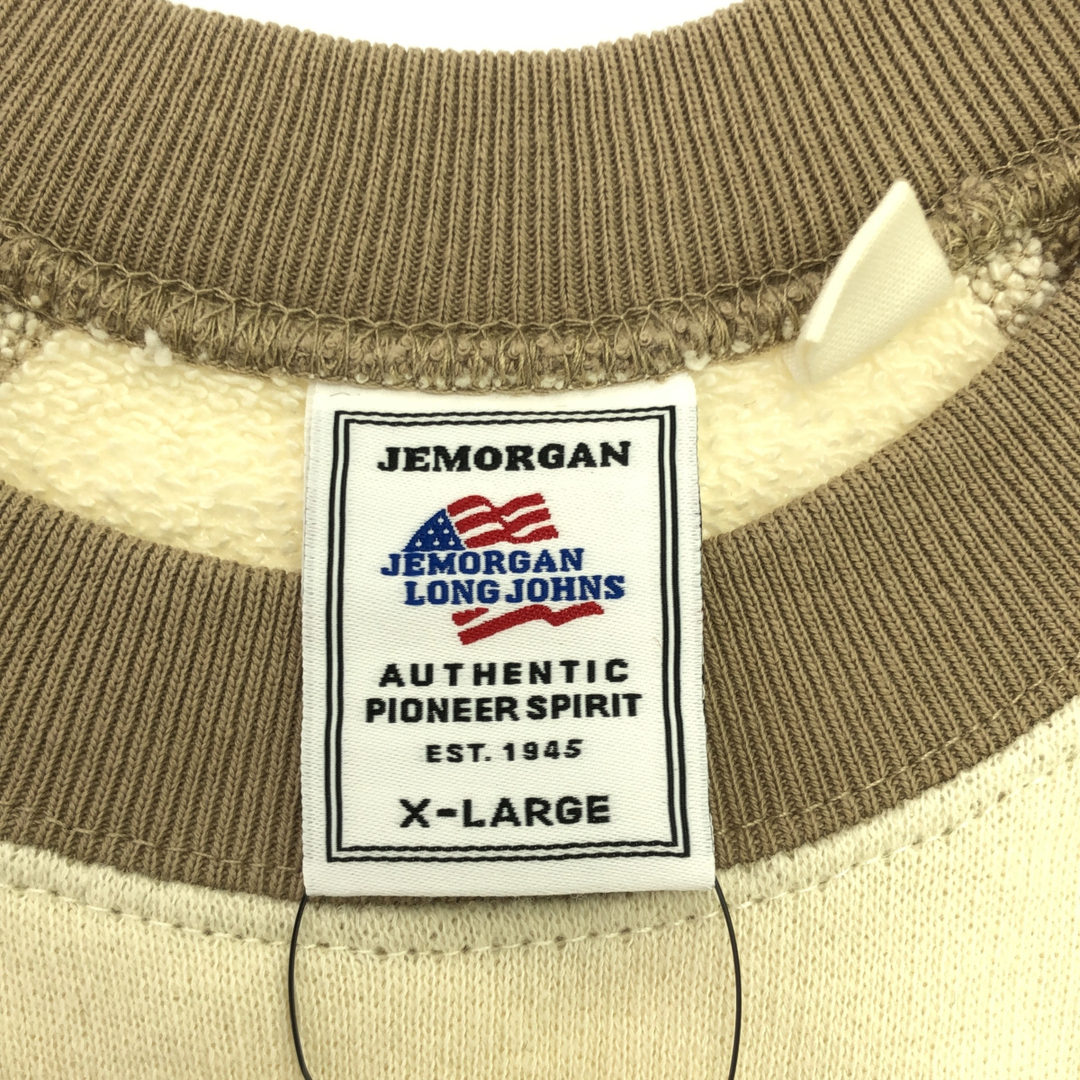 JEMORGAN
JEMORGAN
LONG JOHNS
AUTHENTIC
PIONEER SPIRIT
EST. 1945
X-LARGE